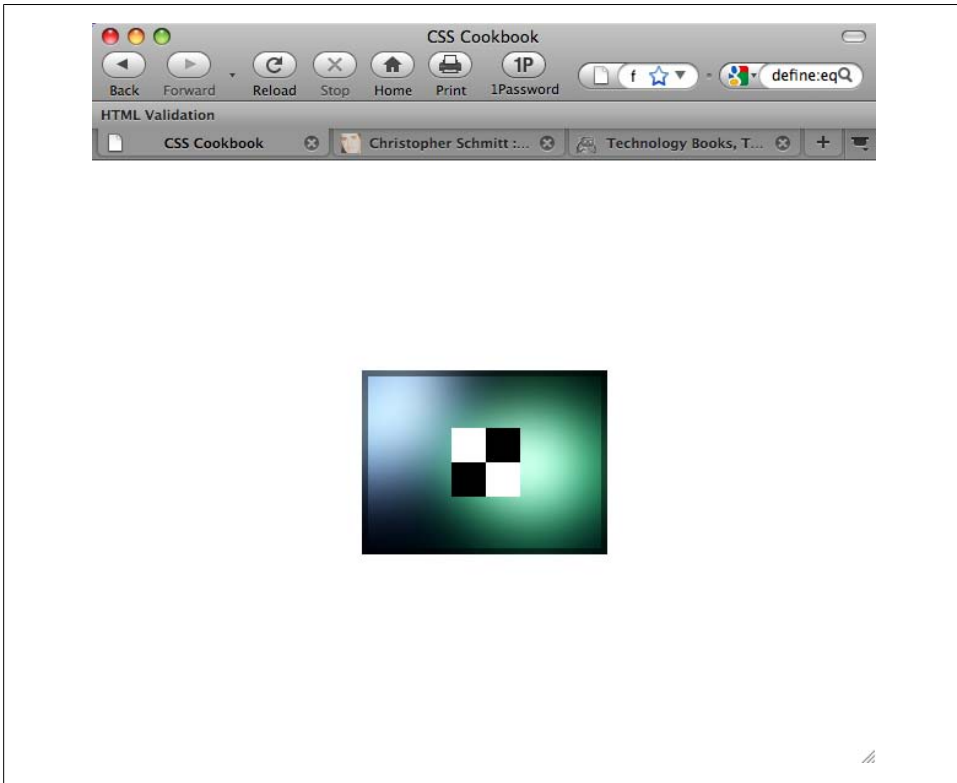 CSS Cookbook
1P
f
define:eq
Back Forward Reload Stop Home Print 1Password
HTML Validation
CSS Cookbook Christopher Schmitt :... Technology Books, T...